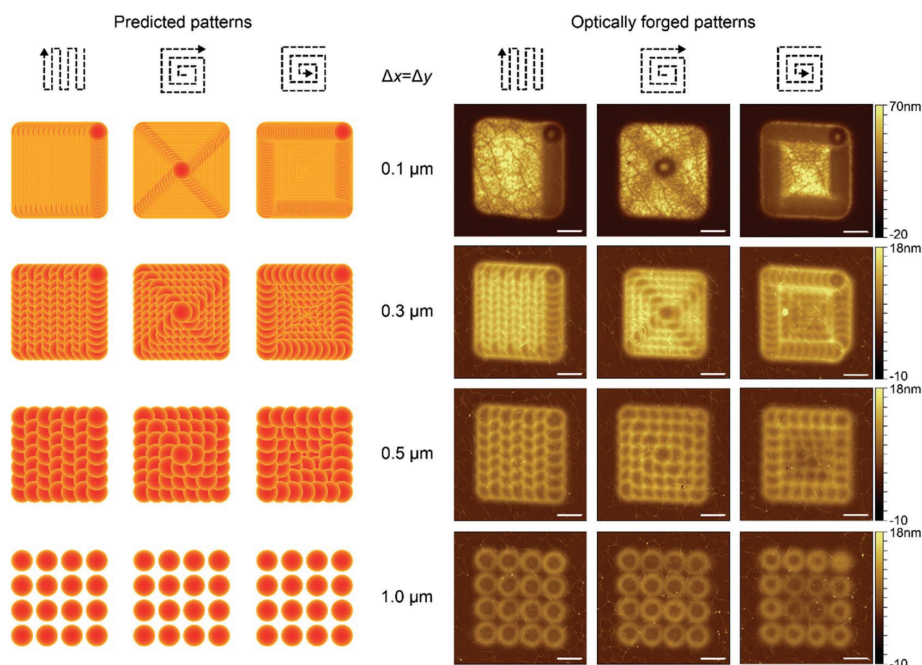 Predicted patterns
Optically forged patterns
Δx=Δy
0.1 µm
70nm
-20
0.3 µm
18nm
-10
0.5 µm
18nm
-10
1.0 µm
18nm
-10